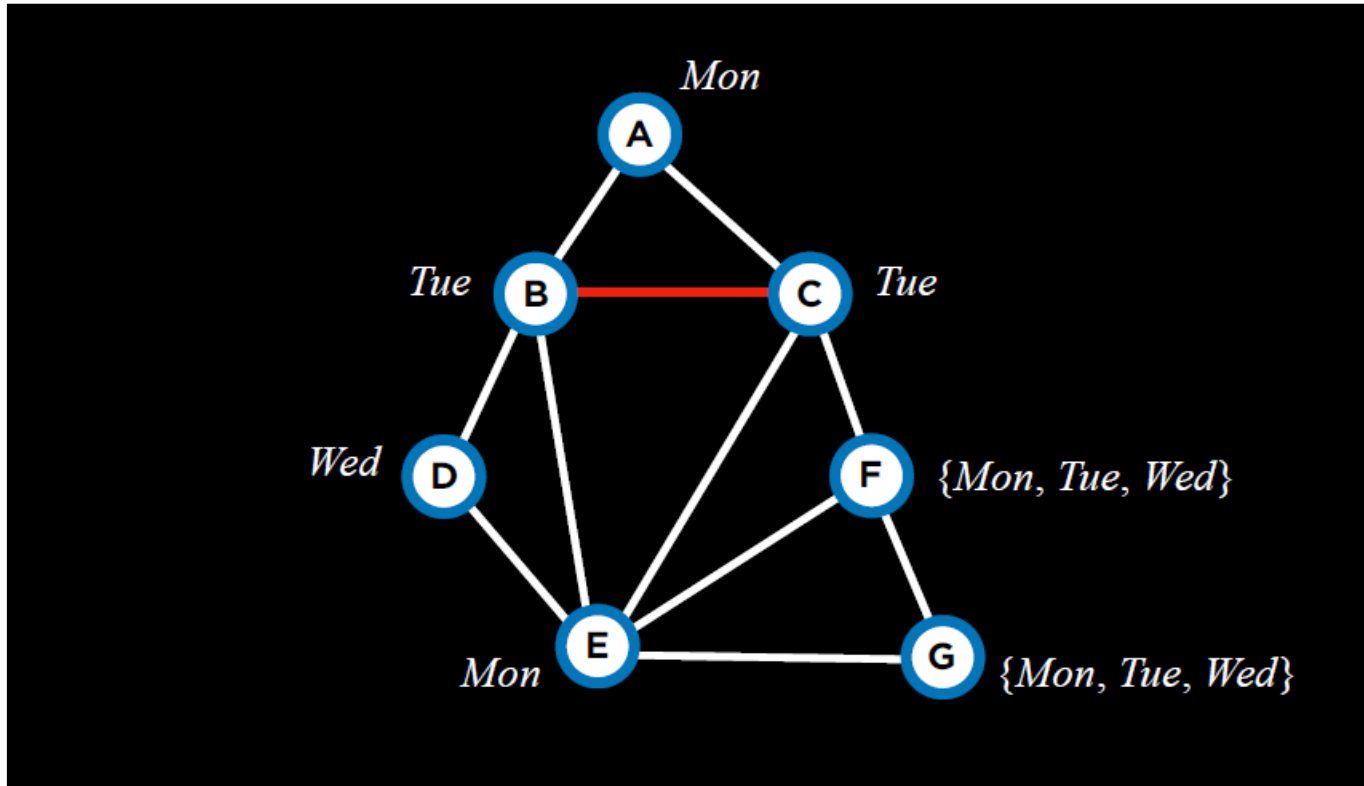 Mon
A
Tue B C Tue
Wed D F {Mon, Tue, Wed}
E G
Mon {Mon, Tue, Wed}